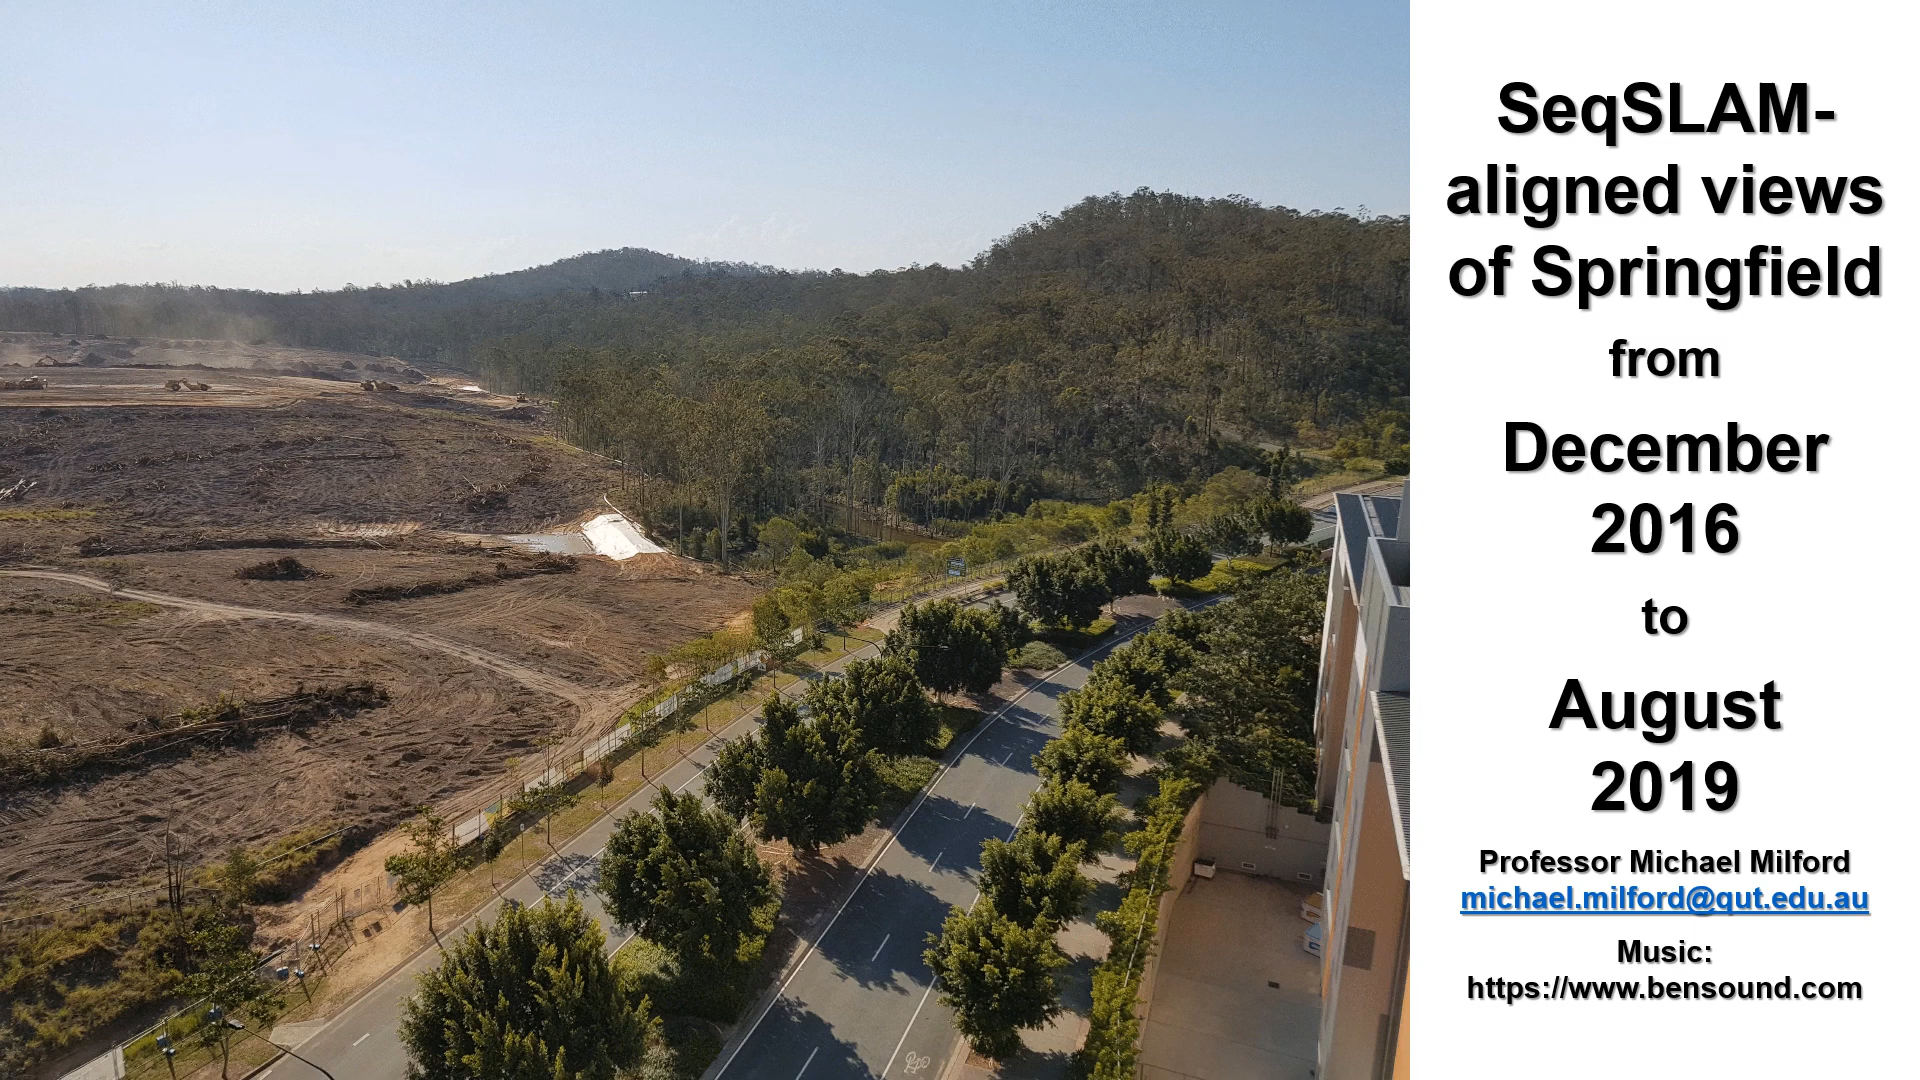 SeqSLAM-
aligned views
of Springfield
from
December
2016
to
August
2019
Professor Michael Milford
michael.milford@qut.edu.au
Music:
https://www.bensound.com